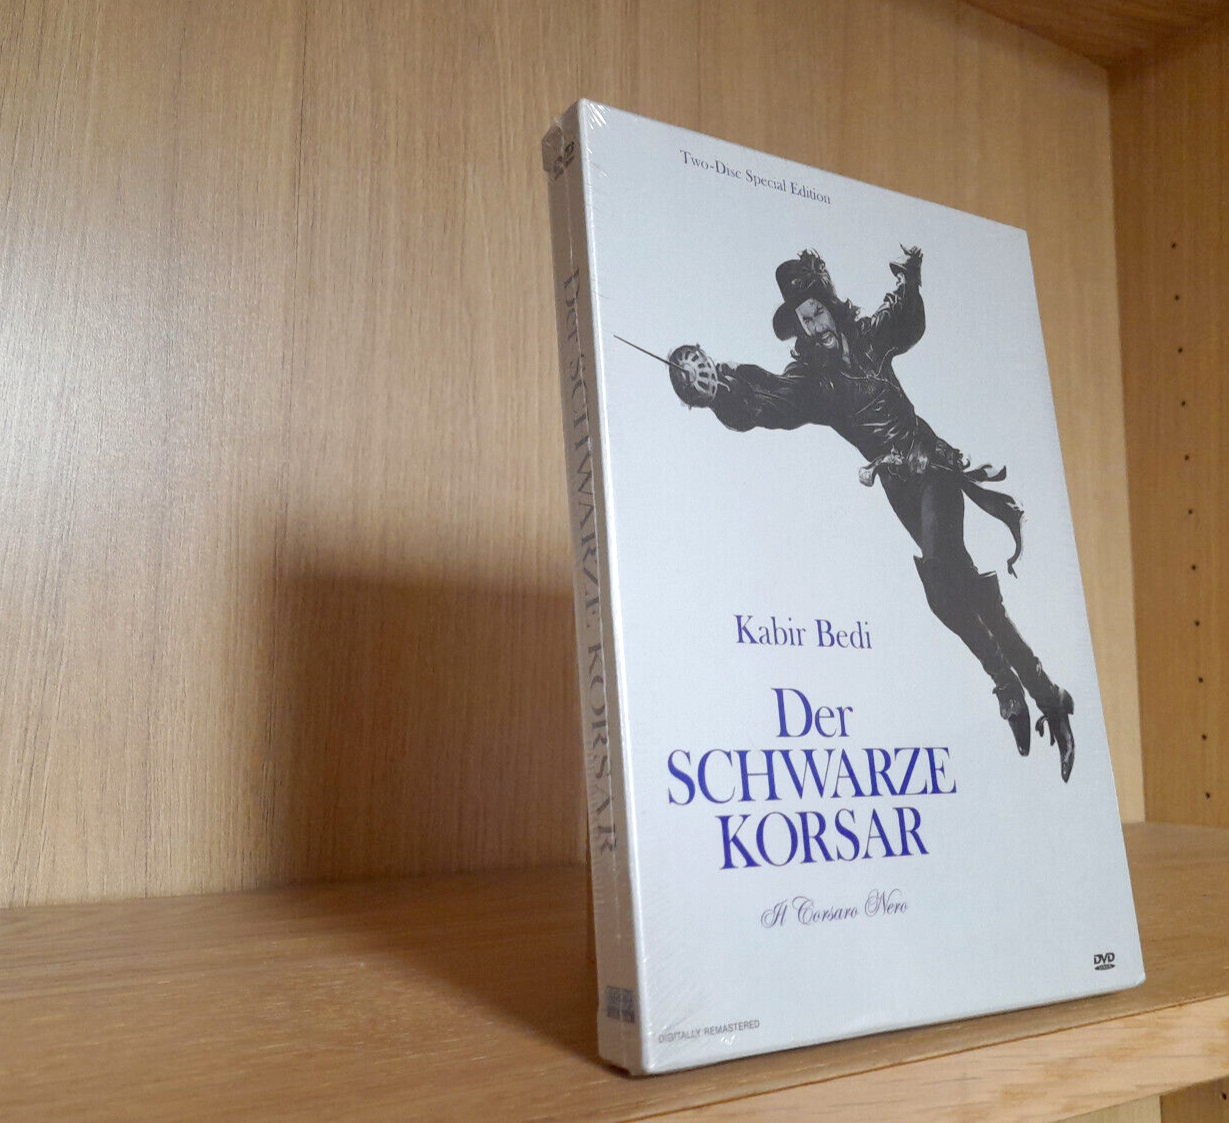 Two-Disc Special Edition
Kabir Bedi
Der
SCHWARZE
KORSAR
Il Corsaro Nero
DVD
DIGITALLY REMASTERED
Der SCHWARZE KORSAR